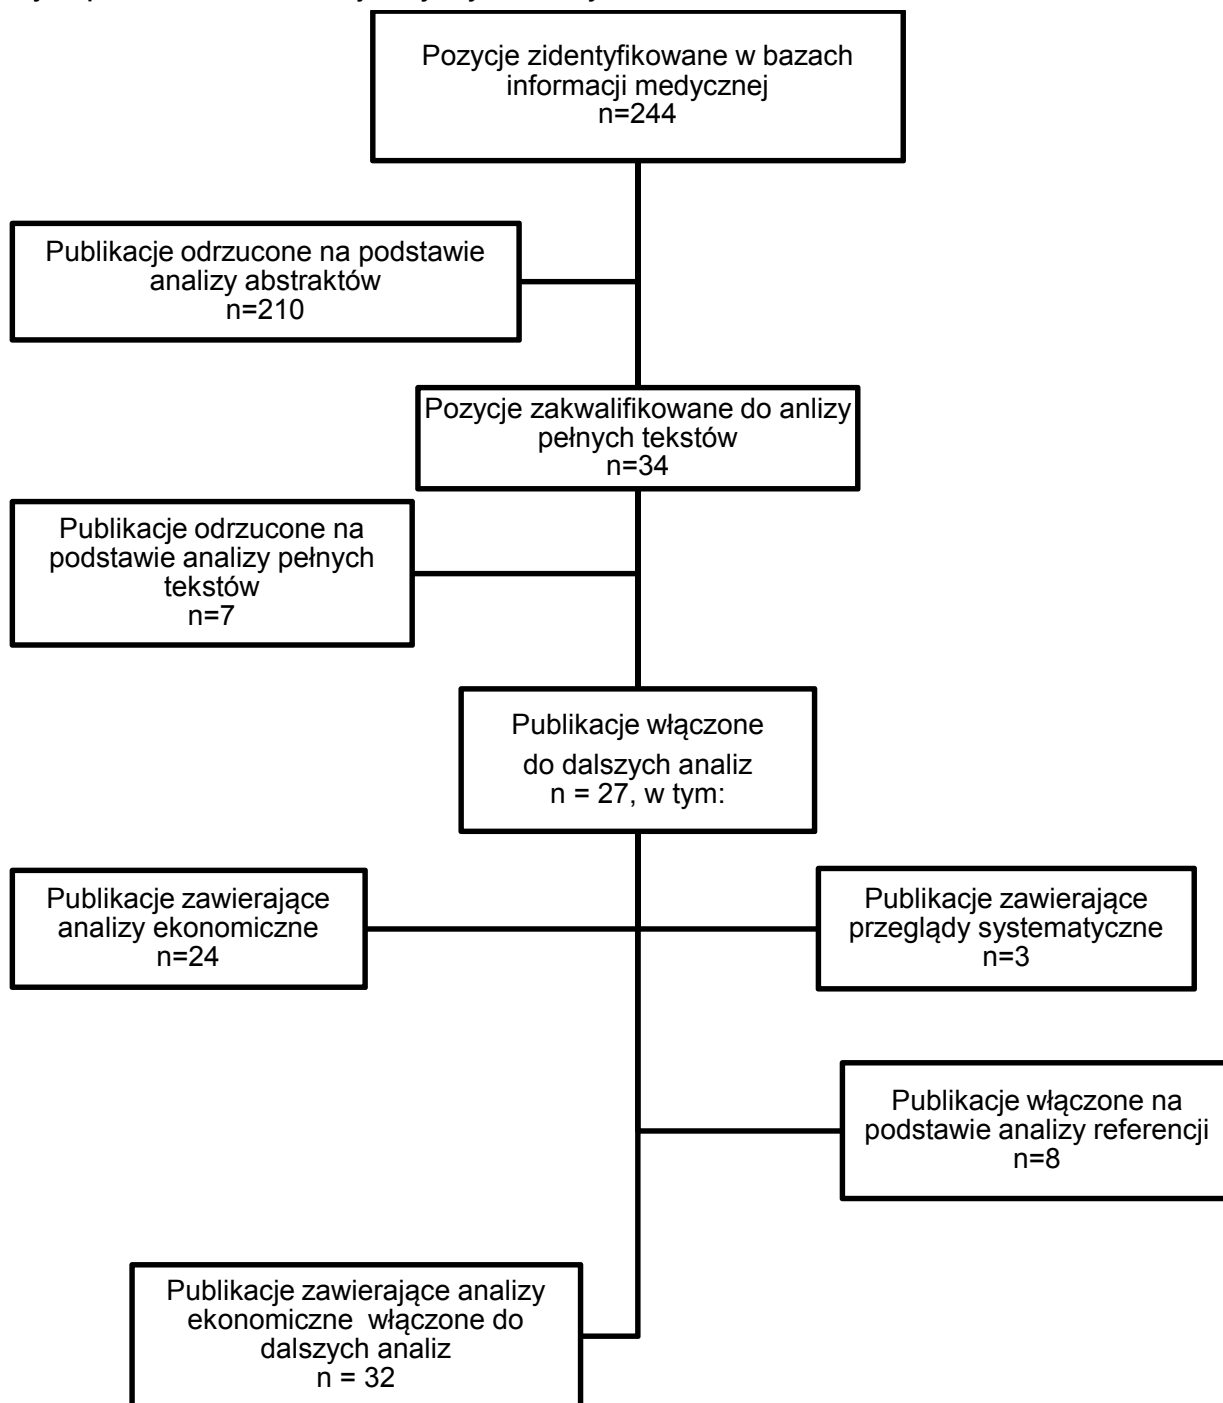 Pozycje zidentyfikowane w bazach
informacji medycznej
n=244
Publikacje odrzucone na podstawie
analizy abstraktów
n=210
Pozycje zakwalifikowane do anlizy
pełnych tekstów
n=34
Publikacje odrzucone na
podstawie analizy pełnych
tekstów
n=7
Publikacje włączone
do dalszych analiz
n = 27, w tym:
Publikacje zawierające
analizy ekonomiczne
n=24
Publikacje zawierające
przeglądy systematyczne
n=3
Publikacje włączone na
podstawie analizy referencji
n=8
Publikacje zawierające analizy
ekonomiczne włączone do
dalszych analiz
n = 32